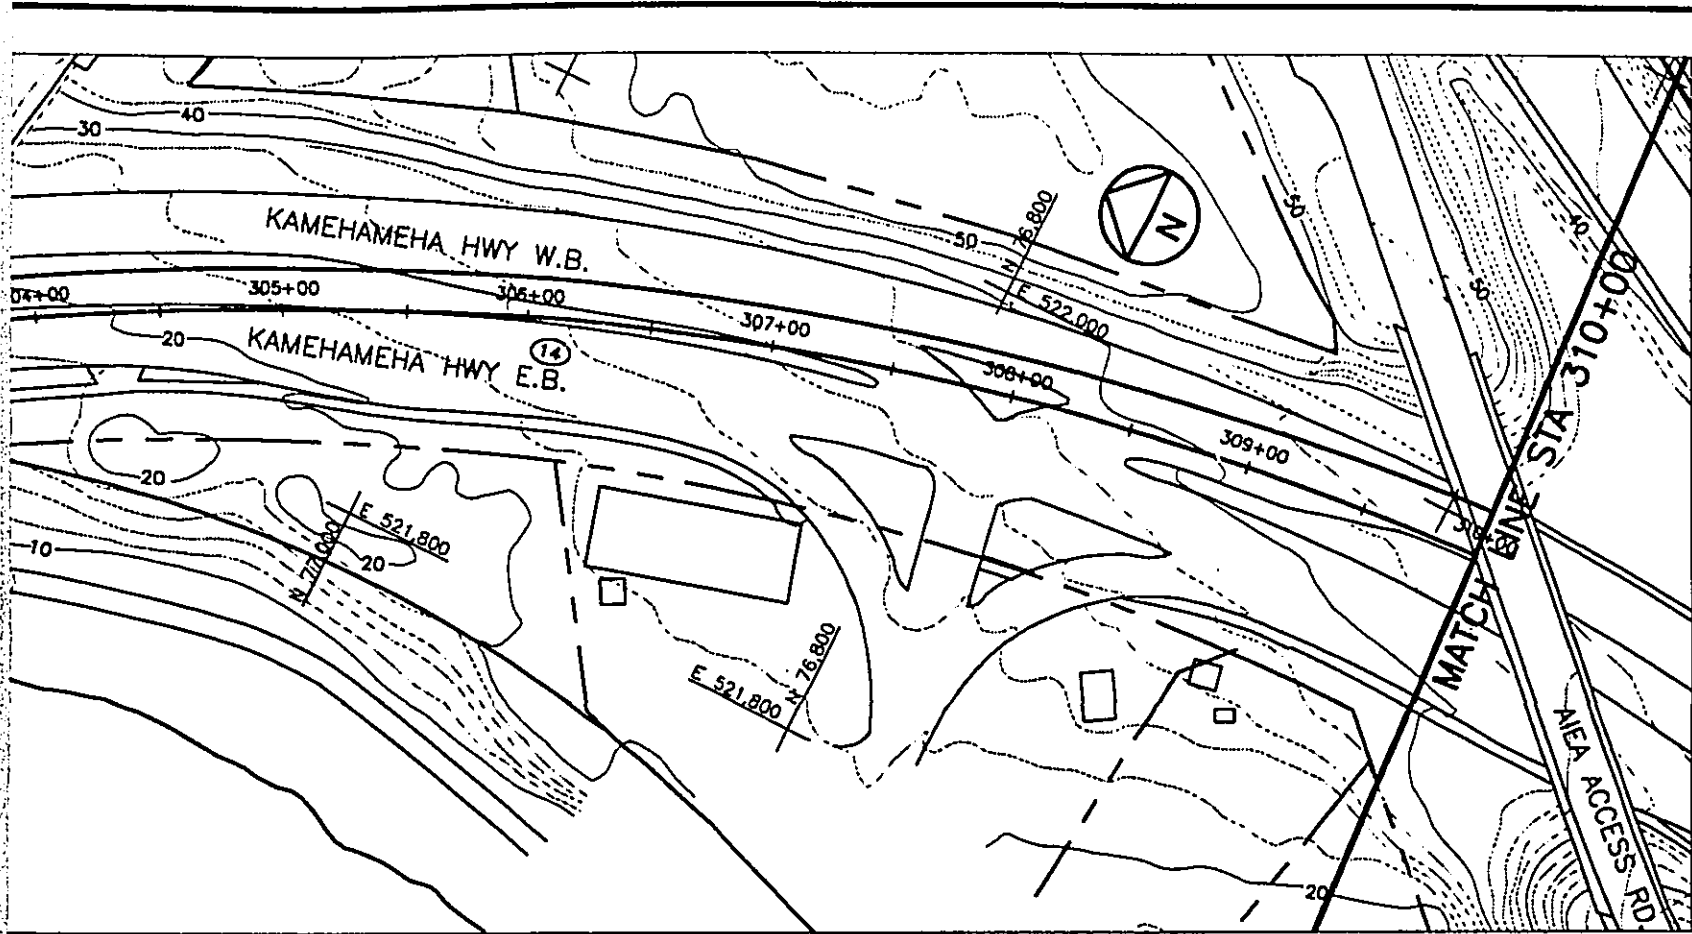 40
30
KAMEHAMEHA HWY W.B.
50
N 76,800
E 522,000
N
50
40
50
04+00
305+00
306+00
307+00
308+00
309+00
310+00
20
KAMEHAMEHA HWY E.B.
14
MATCH LINE STA 310+00
20
10
N 77,000
E 521,800
20
N 76,800
E 521,800
AIEA ACCESS RD.
20